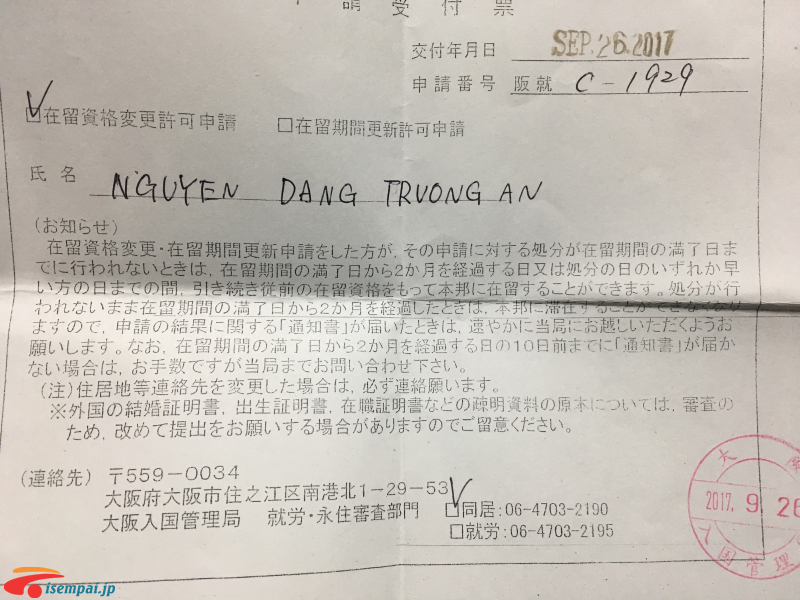 申請受付票
交付年月日 SEP. 26. 2017
申請番号 阪就 C-1929
☑在留資格変更許可申請 □在留期間更新許可申請
氏名 NGUYEN DANG TRUONG AN
(お知らせ)
在留資格変更・在留期間更新申請をした方が,その申請に対する処分が在留期間の満了日ま
でに行われないときは,在留期間の満了日から2か月を経過する日又は処分の日のいずれか早
い方の日までの間,引き続き従前の在留資格をもって本邦に在留することができます。処分が行
われないまま在留期間の満了日から2か月を経過したときは,本邦に滞在することができなくなり
ますので,申請の結果に関する「通知書」が届いたときは,速やかに当局にお越しいただくようお
願いします。なお,在留期間の満了日から2か月を経過する日の10日前までに「通知書」が届か
ない場合は,お手数ですが当局までお問い合わせ下さい。
(注)住居地等連絡先を変更した場合は,必ず連絡願います。
※外国の結婚証明書,出生証明書,在職証明書などの疎明資料の原本については,審査の
ため,改めて提出をお願いする場合がありますのでご留意ください。
(連絡先) 〒559-0034
大阪府大阪市住之江区南港北1-29-53
大阪入国管理局 就労・永住審査部門 ☑同居:06-4703-2190
□就労:06-4703-2195
大
2017. 9. 26
入国管理
isempai.jp